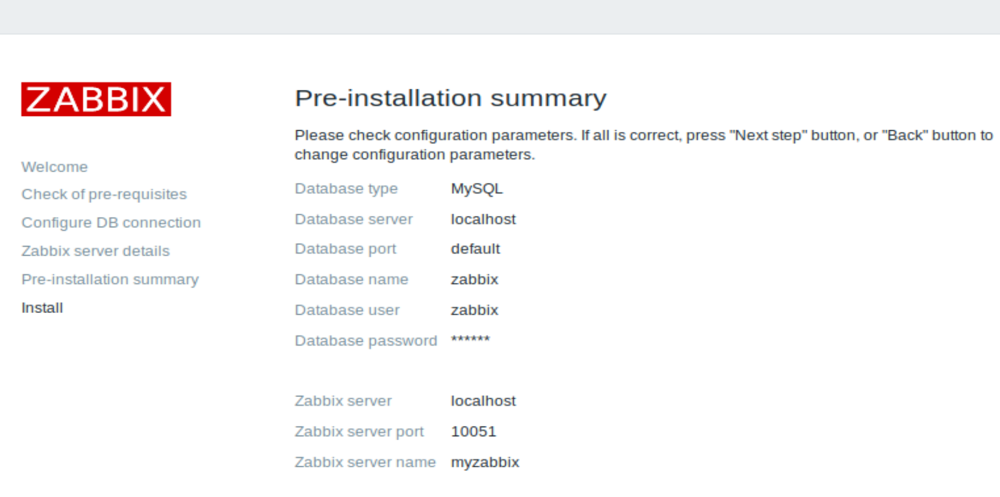 ZABBIX
Welcome
Check of pre-requisites
Configure DB connection
Zabbix server details
Pre-installation summary
Install
Pre-installation summary
Please check configuration parameters. If all is correct, press "Next step" button, or "Back" button to
change configuration parameters.
Database type MySQL
Database server localhost
Database port default
Database name zabbix
Database user zabbix
Database password ******
Zabbix server localhost
Zabbix server port 10051
Zabbix server name myzabbix